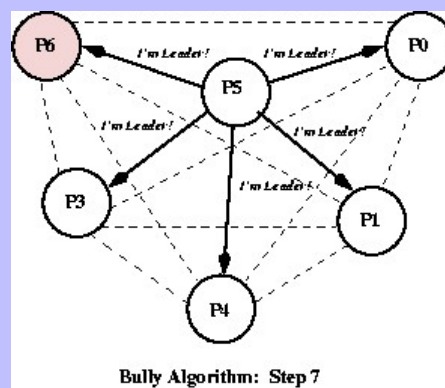 P6
P0
I'm Leader!
I'm Leader!
P5
I'm Leader!
I'm Leader!
I'm Leader!
P3
P1
P4
Bully Algorithm: Step 7